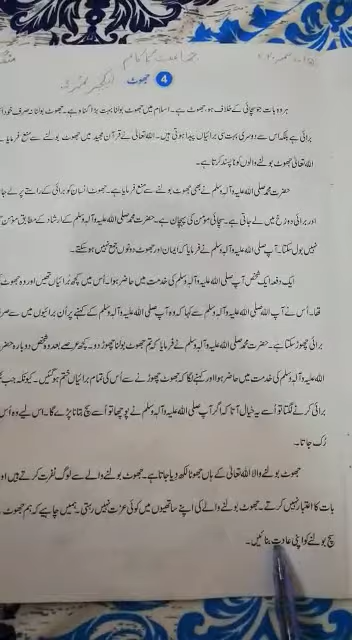 جماعت کا کام
4 جھوٹ
ہر وہ بات جو سچائی کے خلاف ہو، جھوٹ ہے۔ اسلام میں جھوٹ بولنا بہت بڑا گناہ ہے۔ جھوٹ بولنا نہ صرف خود
برائی ہے بلکہ اس سے دوسری بہت سی برائیاں پیدا ہوتی ہیں۔ اللہ تعالیٰ نے قرآن مجید میں جھوٹ بولنے سے منع فرمایا ہے
اللہ تعالیٰ جھوٹ بولنے والوں کو ناپسند کرتا ہے۔
حضرت محمد صلی اللہ علیہ وآلہ وسلم نے بھی جھوٹ بولنے سے منع فرمایا ہے۔ جھوٹ انسان کو برائی کے راستے پر لے جا
اور برائی دوزخ میں لے جاتی ہے۔ سچائی مؤمن کی پہچان ہے۔ حضرت محمد صلی اللہ علیہ وآلہ وسلم کے ارشاد کے مطابق مؤمن
نہیں بول سکتا۔ آپ صلی اللہ علیہ وآلہ وسلم نے فرمایا کہ ایمان اور جھوٹ دونوں جمع نہیں ہو سکتے۔
ایک دفعہ ایک شخص آپ صلی اللہ علیہ وآلہ وسلم کی خدمت میں حاضر ہوا۔ اُس میں کچھ بُرائیاں تھیں اور وہ جھوٹ
تھا۔ اُس نے آپ صلی اللہ علیہ وآلہ وسلم سے کہا کہ وہ آپ صلی اللہ علیہ وآلہ وسلم کے کہنے پر اُن برائیوں میں سے صرف
برائی چھوڑ سکتا ہے۔ حضرت محمد صلی اللہ علیہ وآلہ وسلم نے فرمایا کہ تم جھوٹ بولنا چھوڑ دو۔ کچھ عرصے بعد وہ شخص دوبارہ حضر
اللہ علیہ وآلہ وسلم کی خدمت میں حاضر ہوا اور کہنے لگا کہ جھوٹ چھوڑنے سے اُس کی تمام برائیاں ختم ہو گئیں۔ کیونکہ جب
برائی کرنے لگتا تو اُسے یہ خیال آتا کہ اگر آپ صلی اللہ علیہ وآلہ وسلم نے پوچھا تو اُسے سچ بتانا پڑے گا۔ اس لیے وہ اُس
رُک جاتا۔
جھوٹ بولنے والا اللہ تعالیٰ کے ہاں جھوٹا لکھ دیا جاتا ہے۔ جھوٹ بولنے والے سے لوگ نفرت کرتے ہیں او
بات کا اعتبار نہیں کرتے۔ جھوٹ بولنے والے کی اپنے ساتھیوں میں کوئی عزت نہیں رہتی۔ ہمیں چاہیے کہ ہم جھوٹ
سچ بولنے کو اپنی عادت بنائیں۔